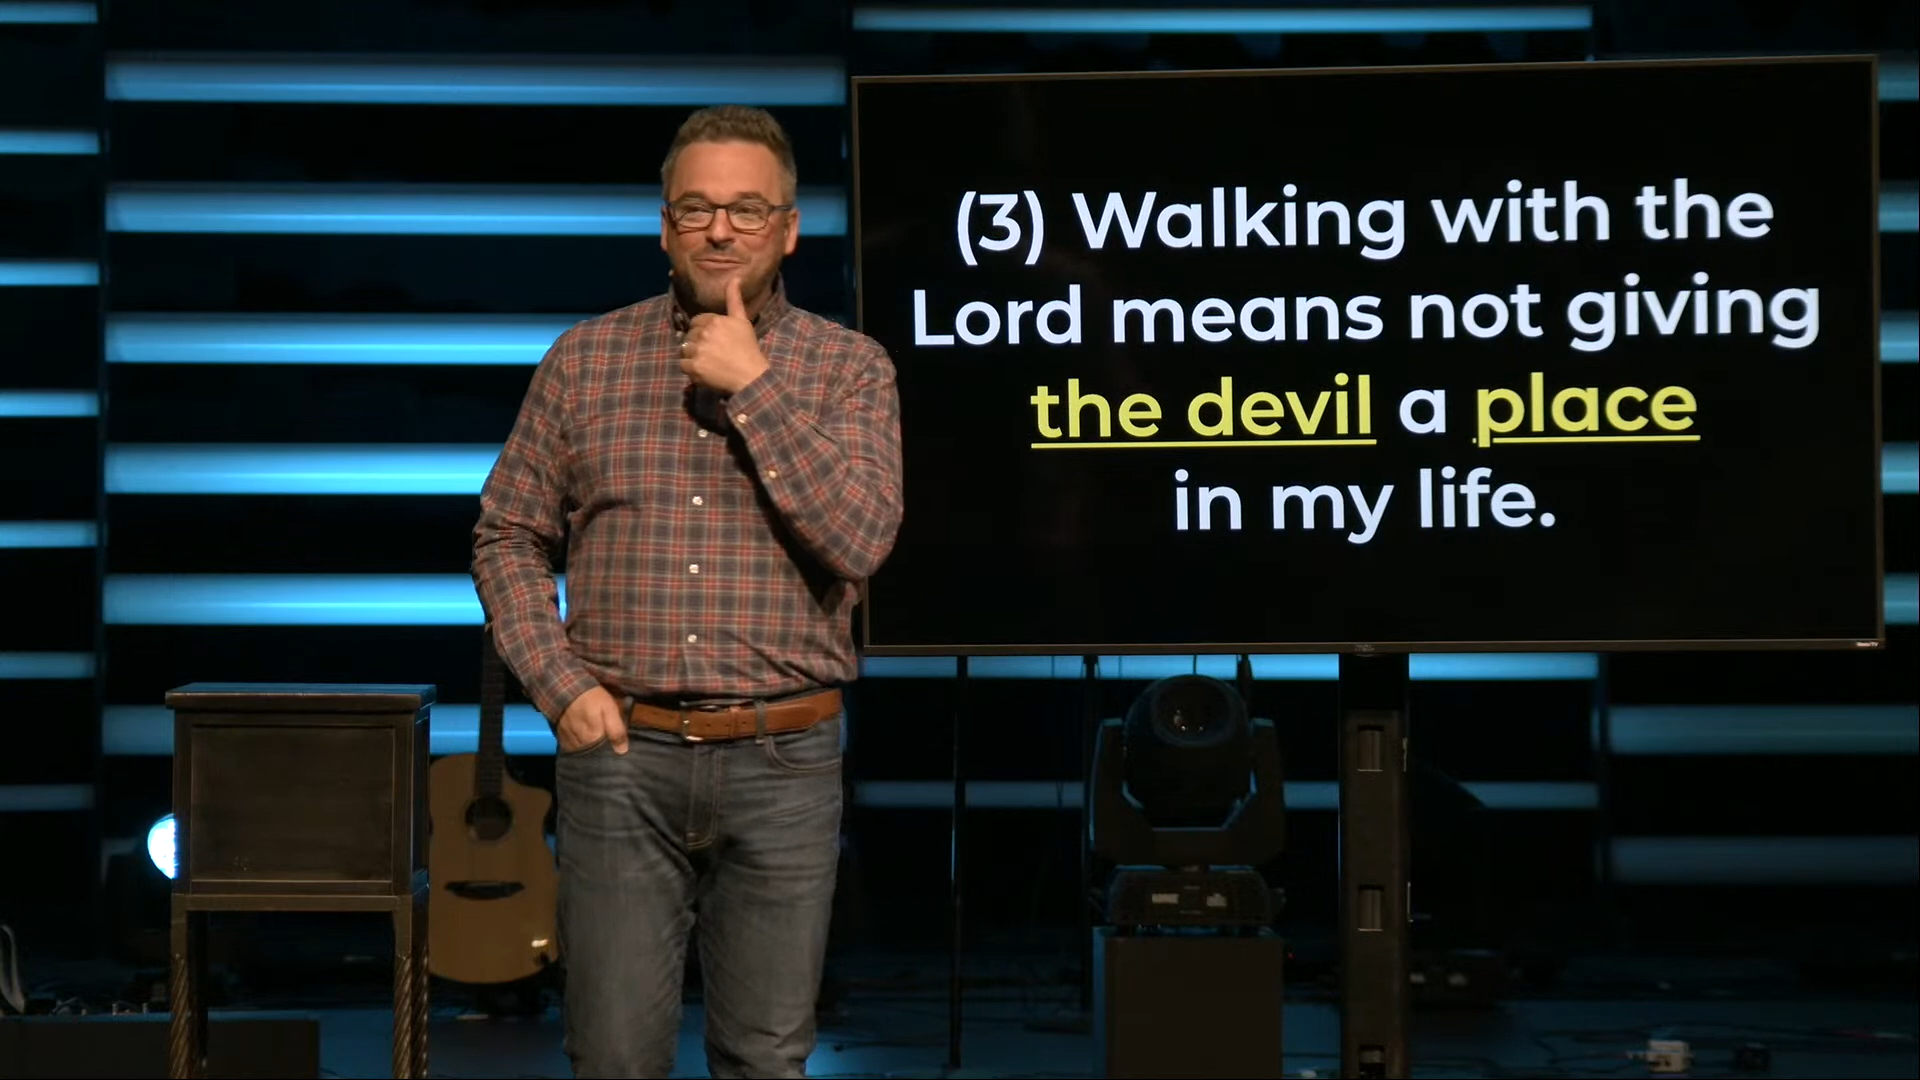 (3) Walking with the
Lord means not giving
the devil a place
in my life.